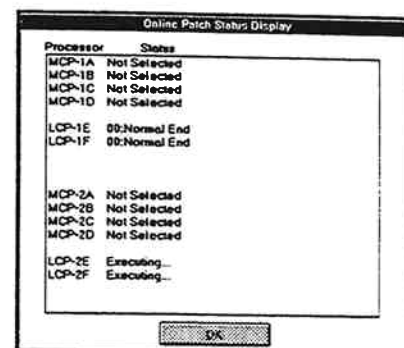 Online Patch Status Display
Processor Status
MCP-1A Not Selected
MCP-1B Not Selected
MCP-1C Not Selected
MCP-1D Not Selected
LCP-1E 00:Normal End
LCP-1F 00:Normal End
MCP-2A Not Selected
MCP-2B Not Selected
MCP-2C Not Selected
MCP-2D Not Selected
LCP-2E Executing...
LCP-2F Executing...
OK